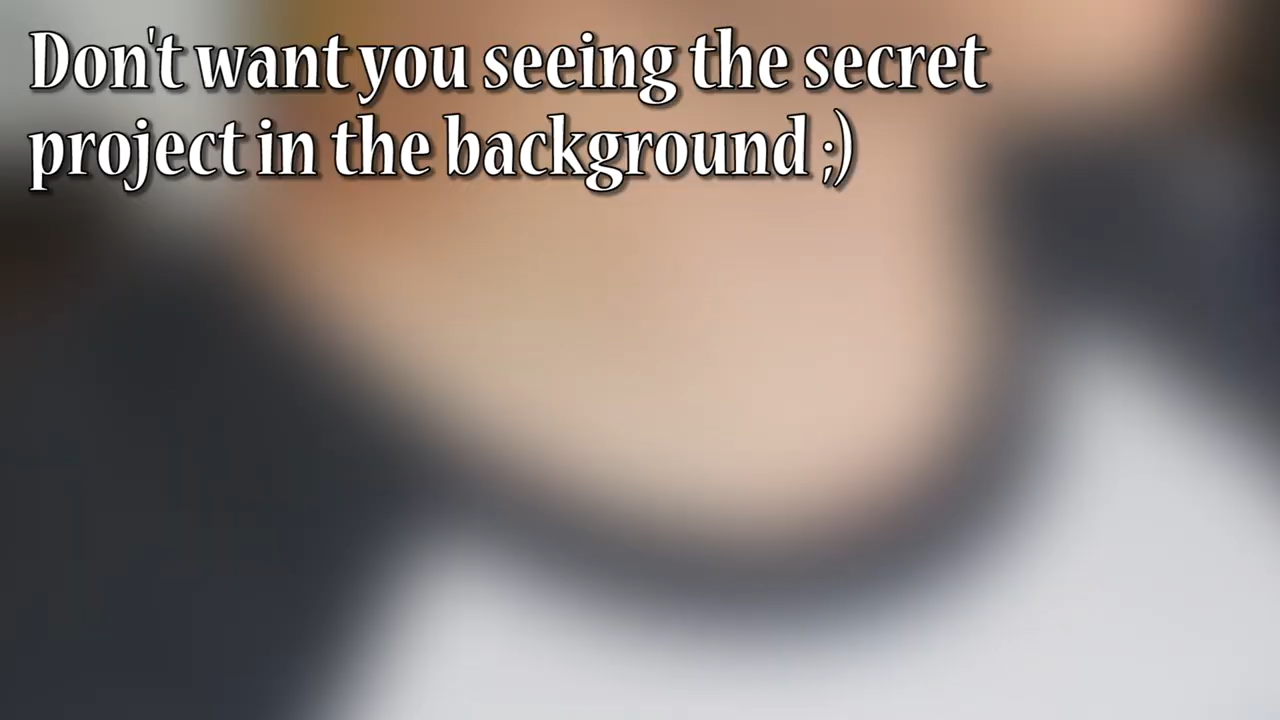 Don't want you seeing the secret
project in the background ;)